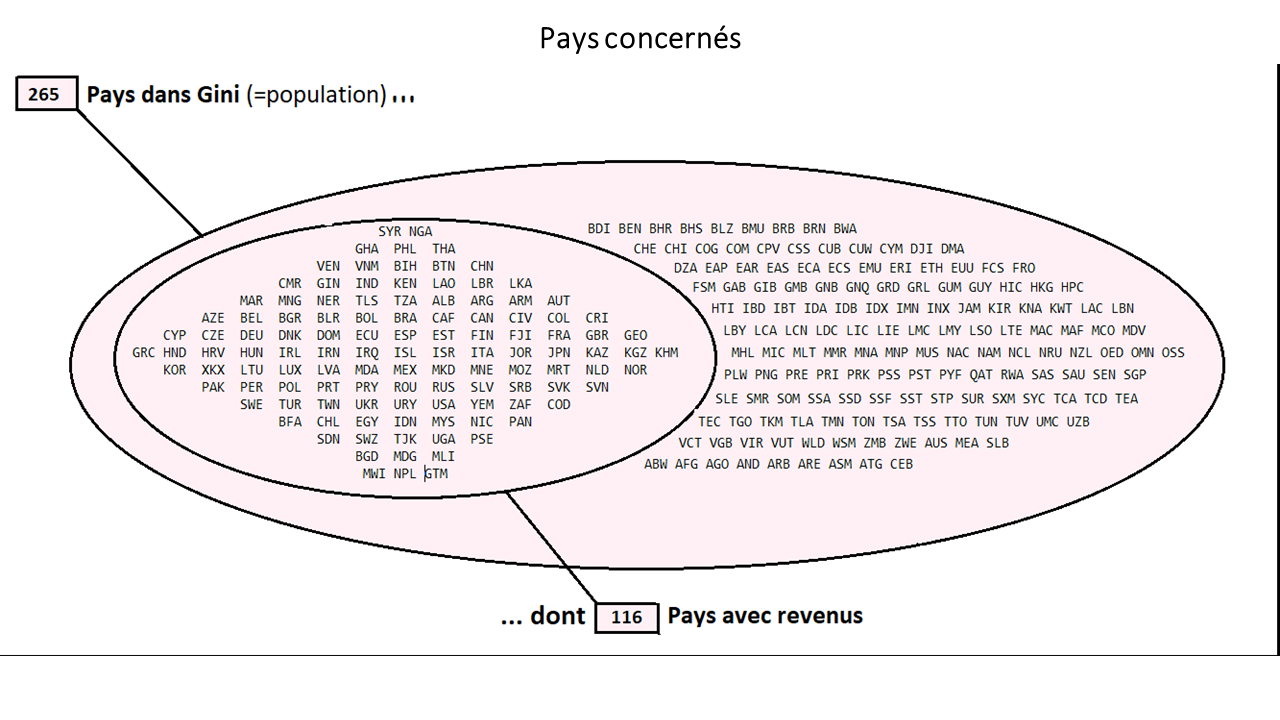 Pays concernés
265 Pays dans Gini (=population) ...
SYR NGA
GHA PHL THA
VEN VNM BIH BTN CHN
CMR GIN IND KEN LAO LBR LKA
MAR MNG NER TLS TZA ALB ARG ARM AUT
AZE BEL BGR BLR BOL BRA CAF CAN CIV COL CRI
CYP CZE DEU DNK DOM ECU ESP EST FIN FJI FRA GBR GEO
GRC HND HRV HUN IRL IRN IRQ ISL ISR ITA JOR JPN KAZ KGZ KHM
KOR XKX LTU LUX LVA MDA MEX MKD MNE MOZ MRT NLD NOR
PAK PER POL PRT PRY ROU RUS SLV SRB SVK SVN
SWE TUR TWN UKR URY USA YEM ZAF COD
BFA CHL EGY IDN MYS NIC PAN
SDN SWZ TJK UGA PSE
BGD MDG MLI
MWI NPL GTM
BDI BEN BHR BHS BLZ BMU BRB BRN BWA
CHE CHI COG COM CPV CSS CUB CUW CYM DJI DMA
DZA EAP EAR EAS ECA ECS EMU ERI ETH EUU FCS FRO
FSM GAB GIB GMB GNB GNQ GRD GRL GUM GUY HIC HKG HPC
HTI IBD IBT IDA IDB IDX IMN INX JAM KIR KNA KWT LAC LBN
LBY LCA LCN LDC LIC LIE LMC LMY LSO LTE MAC MAF MCO MDV
MHL MIC MLT MMR MNA MNP MUS NAC NAM NCL NRU NZL OED OMN OSS
PLW PNG PRE PRI PRK PSS PST PYF QAT RWA SAS SAU SEN SGP
SLE SMR SOM SSA SSD SSF SST STP SUR SXM SYC TCA TCD TEA
TEC TGO TKM TLA TMN TON TSA TSS TTO TUN TUV UMC UZB
VCT VGB VIR VUT WLD WSM ZMB ZWE AUS MEA SLB
ABW AFG AGO AND ARB ARE ASM ATG CEB
... dont 116 Pays avec revenus